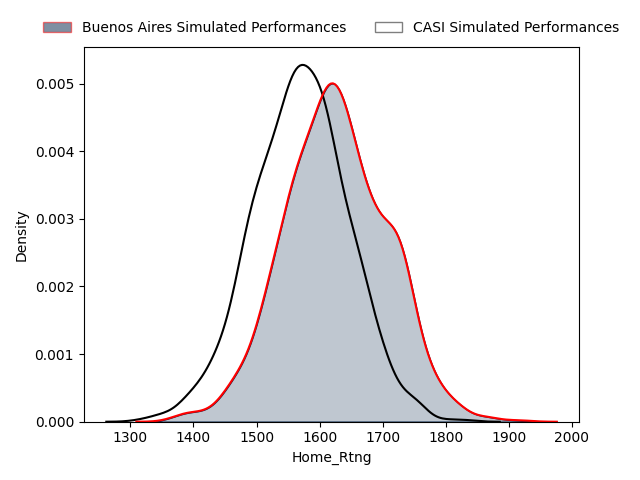 Buenos Aires Simulated Performances CASI Simulated Performances
0.005
0.004
0.003
0.002
0.001
0.000
Density
1300 1400 1500 1600 1700 1800 1900 2000
Home_Rtng